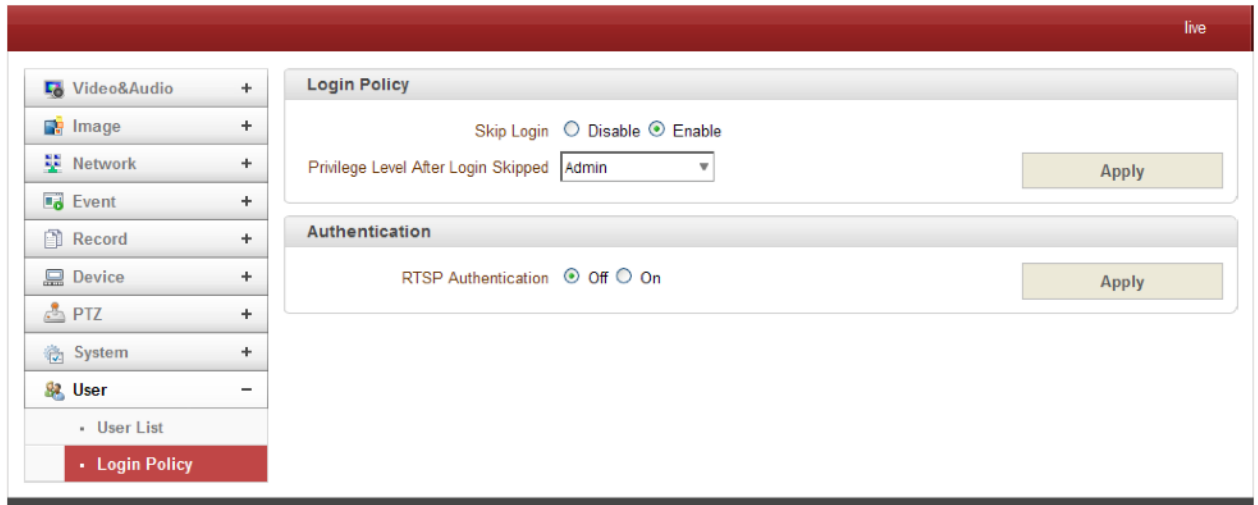 live
Video&Audio +
Image +
Network +
Event +
Record +
Device +
PTZ +
System +
User −
User List
Login Policy
Login Policy
Skip Login Disable Enable
Privilege Level After Login Skipped Admin
Apply
Authentication
RTSP Authentication Off On
Apply